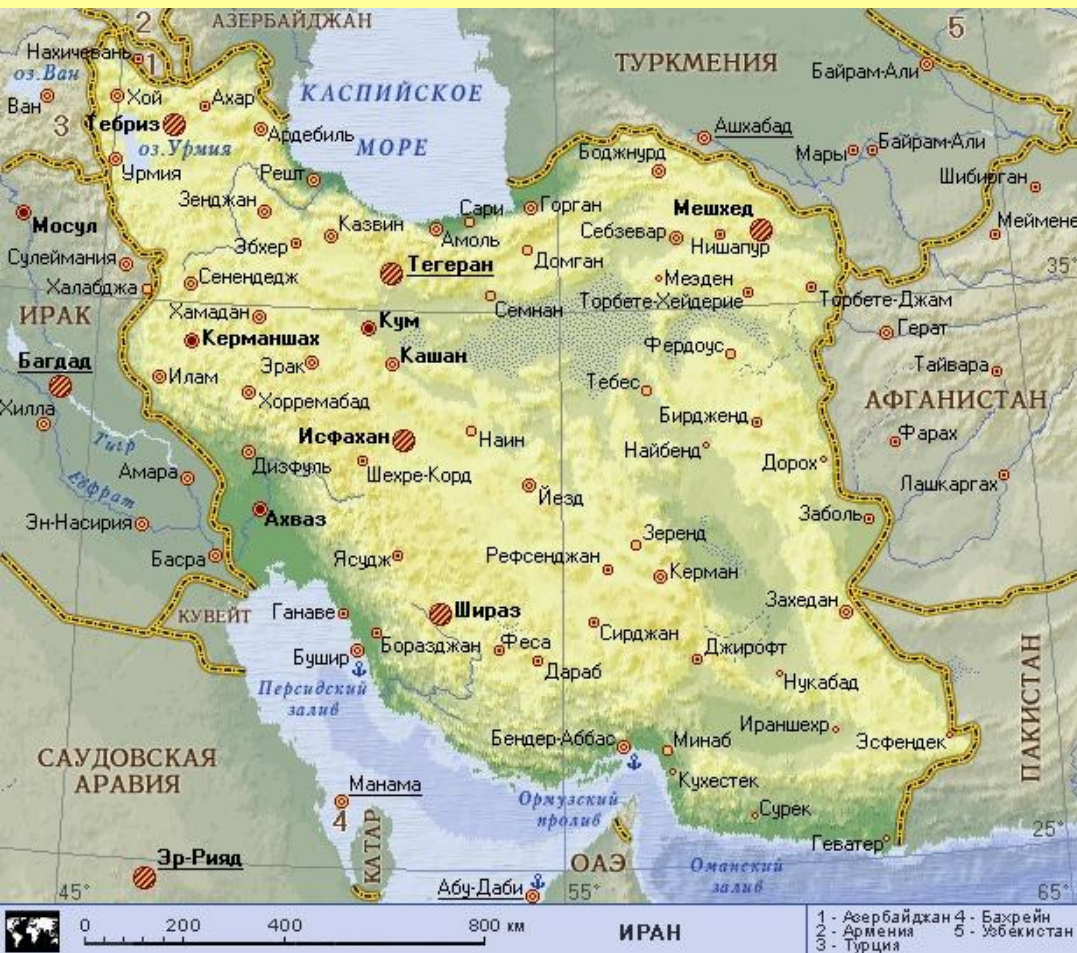 2
АЗЕРБАЙДЖАН
5
Нахичевань
1
оз.Ван
ТУРКМЕНИЯ
Байрам-Али
Ван
Хой
Ахар
КАСПИЙСКОЕ
МОРЕ
3
Тебриз
Ардебиль
Ашхабад
оз.Урмия
Боджнурд
Мары
Байрам-Али
Урмия
Решт
Шибирган
Зенджан
Сари
Горган
Мешхед
Мосул
Казвин
Амоль
Себзевар
Нишапур
Меймене
Эбхер
Сулеймания
Тегеран
Домган
35°
Сенендедж
Мезден
Халабджа
Семнан
Торбете-Хейдерие
Торбете-Джам
ИРАК
Хамадан
Кум
Герат
Керманшах
Фердоус
Багдад
Эрак
Кашан
Тайвара
Илам
Тебес
АФГАНИСТАН
Хилла
Хорремабад
Бирдженд
Тигр
Исфахан
Наин
Найбенд
Фарах
Дизфуль
Дорох
Амара
Евфрат
Шехре-Корд
Йезд
Лашкаргах
Эн-Насирия
Ахваз
Заболь
Зеренд
Басра
Ясудж
Рефсенджан
Керман
КУВЕЙТ
Ганаве
Шираз
Захедан
Сирджан
Боразджан
Феса
Джирофт
Бушир
Дараб
Нукабад
Персидский
залив
ПАКИСТАН
Бендер-Аббас
Ираншехр
Минаб
Эсфендек
САУДОВСКАЯ
АРАВИЯ
Кухестек
Манама
Ормузский
пролив
Сурек
4
Геватер
25°
КАТАР
Эр-Рияд
ОАЭ
Оманский
залив
45°
Абу-Даби
55°
65°
0 200 400 800 км
ИРАН
1 - Азербайджан 4 - Бахрейн
2 - Армения 5 - Узбекистан
3 - Турция